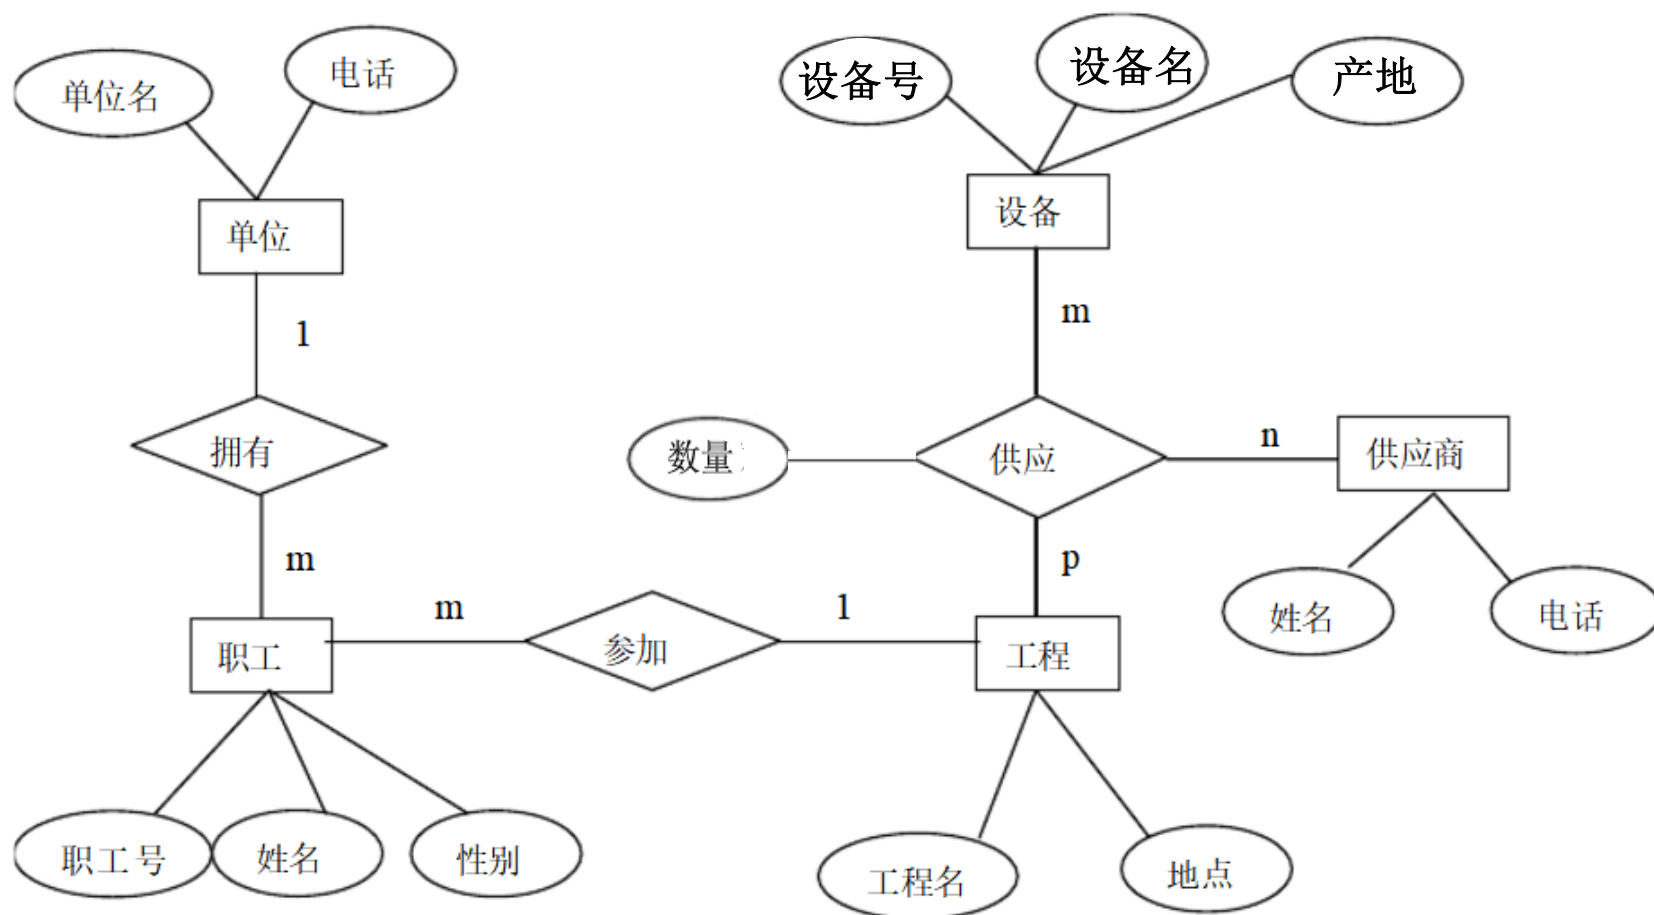 单位名
电话
设备号
设备名
产地
单位
设备
1
m
拥有
数量
供应
n
供应商
m
p
姓名
电话
职工
m
参加
1
工程
职工号
姓名
性别
工程名
地点